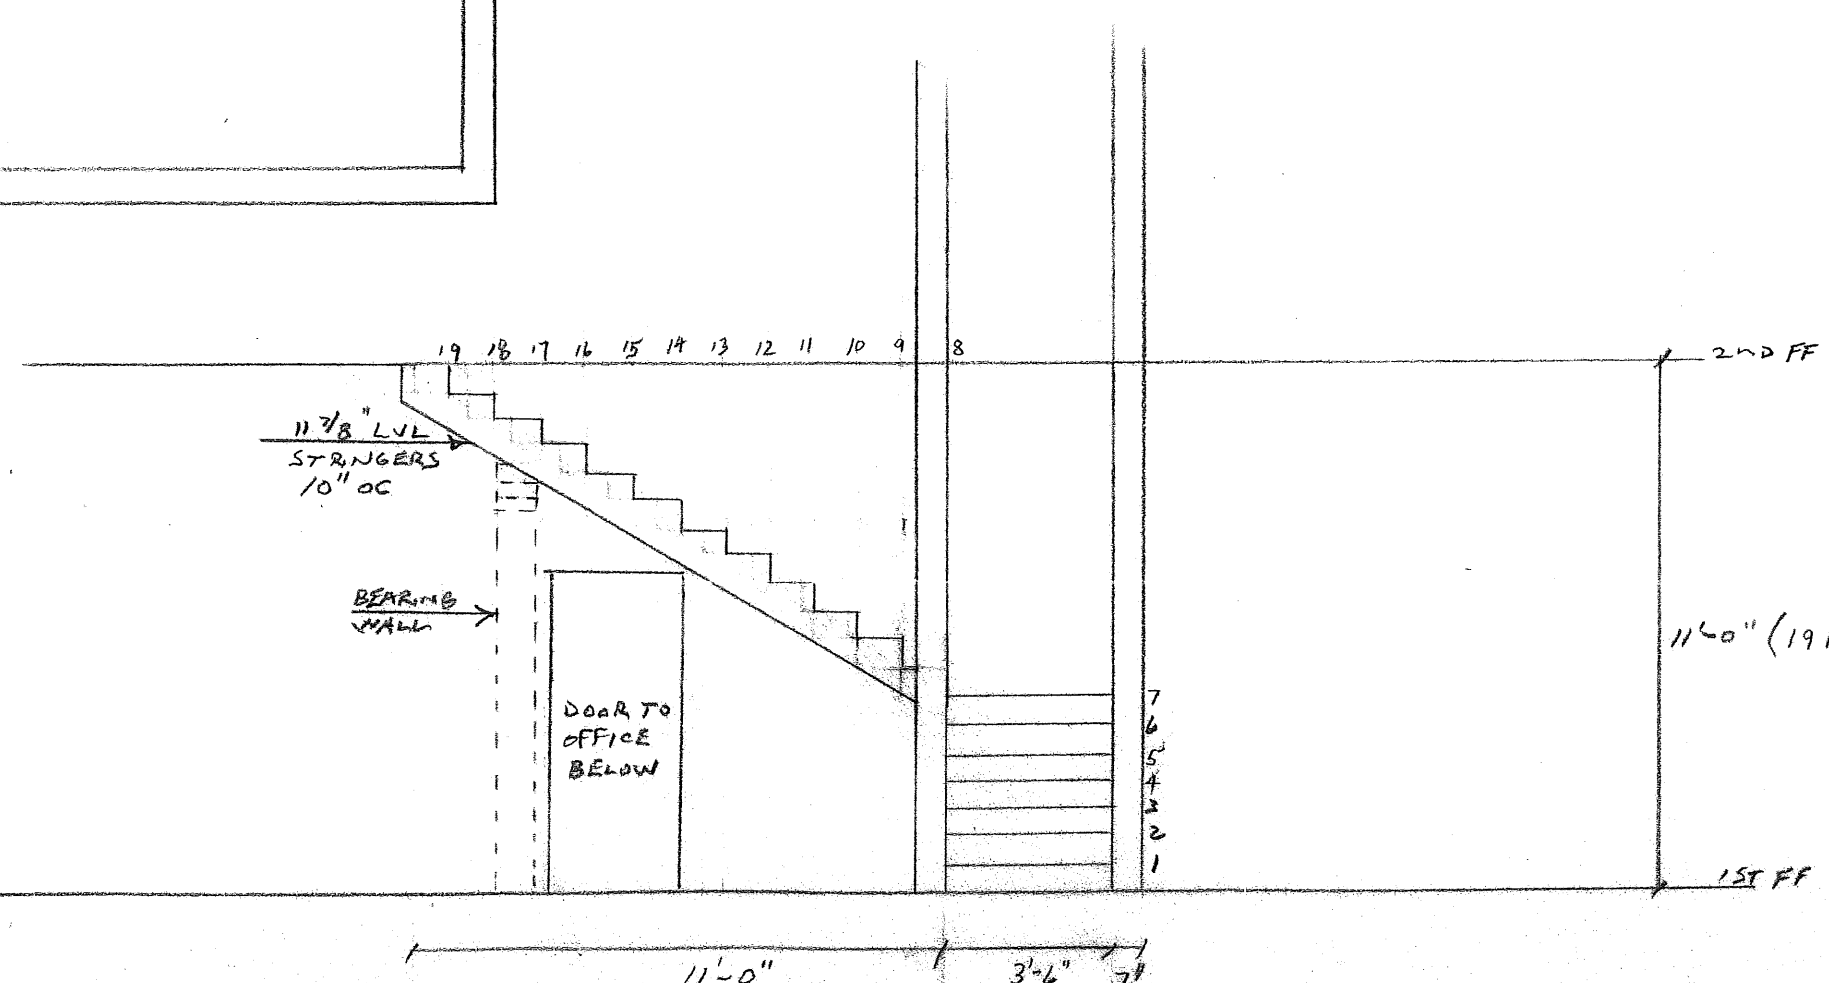 19 18 17 16 15 14 13 12 11 10 9 8
2ND FF
11 7/8" LVL
STRINGERS
10" OC
BEARING
WALL
DOOR TO
OFFICE
BELOW
11'-0" (19
7
6
5
4
3
2
1
1ST FF
11'-0"
3'-6"
7"